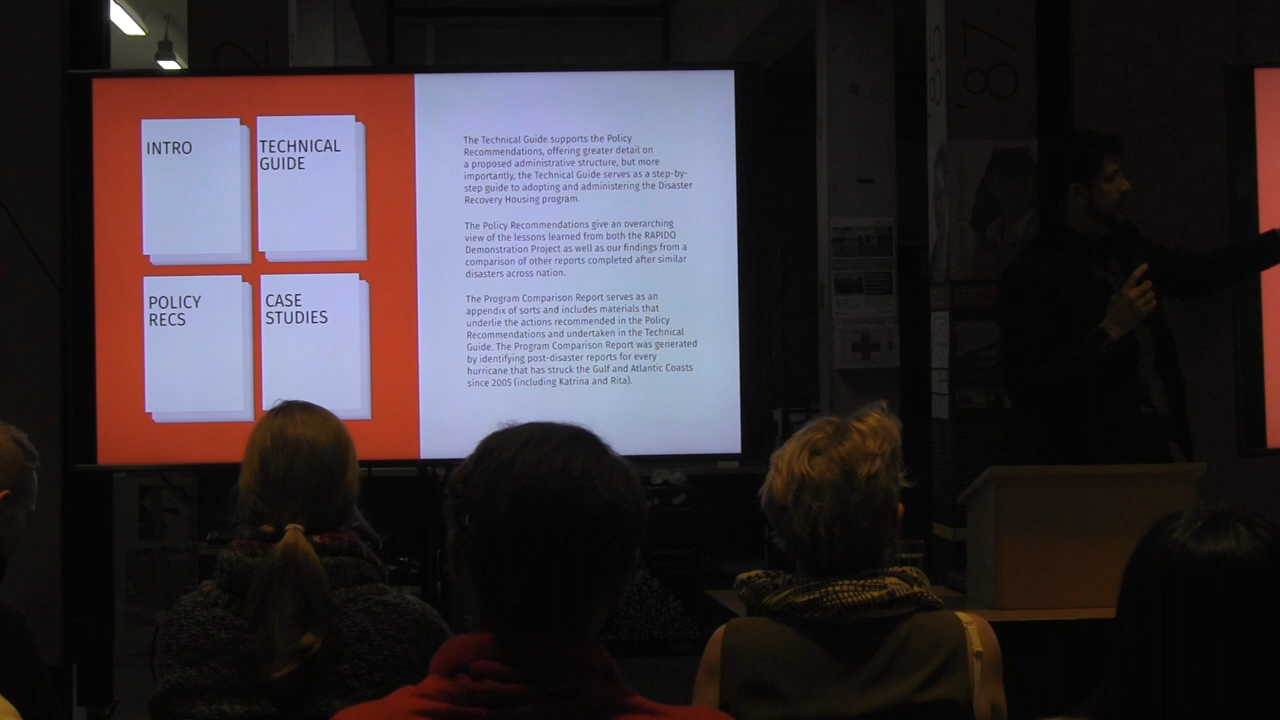 INTRO
TECHNICAL
GUIDE
POLICY
RECS
CASE
STUDIES
The Technical Guide supports the Policy
Recommendations, offering greater detail on
a proposed administrative structure, but more
importantly, the Technical Guide serves as a step-by-
step guide to adopting and administering the Disaster
Recovery Housing program.
The Policy Recommendations give an overarching
view of the lessons learned from both the RAPIDO
Demonstration Project as well as our findings from a
comparison of other reports completed after similar
disasters across nation.
The Program Comparison Report serves as an
appendix of sorts and includes materials that
underlie the actions recommended in the Policy
Recommendations and undertaken in the Technical
Guide. The Program Comparison Report was generated
by identifying post-disaster reports for every
hurricane that has struck the Gulf and Atlantic Coasts
since 2005 (including Katrina and Rita).
87